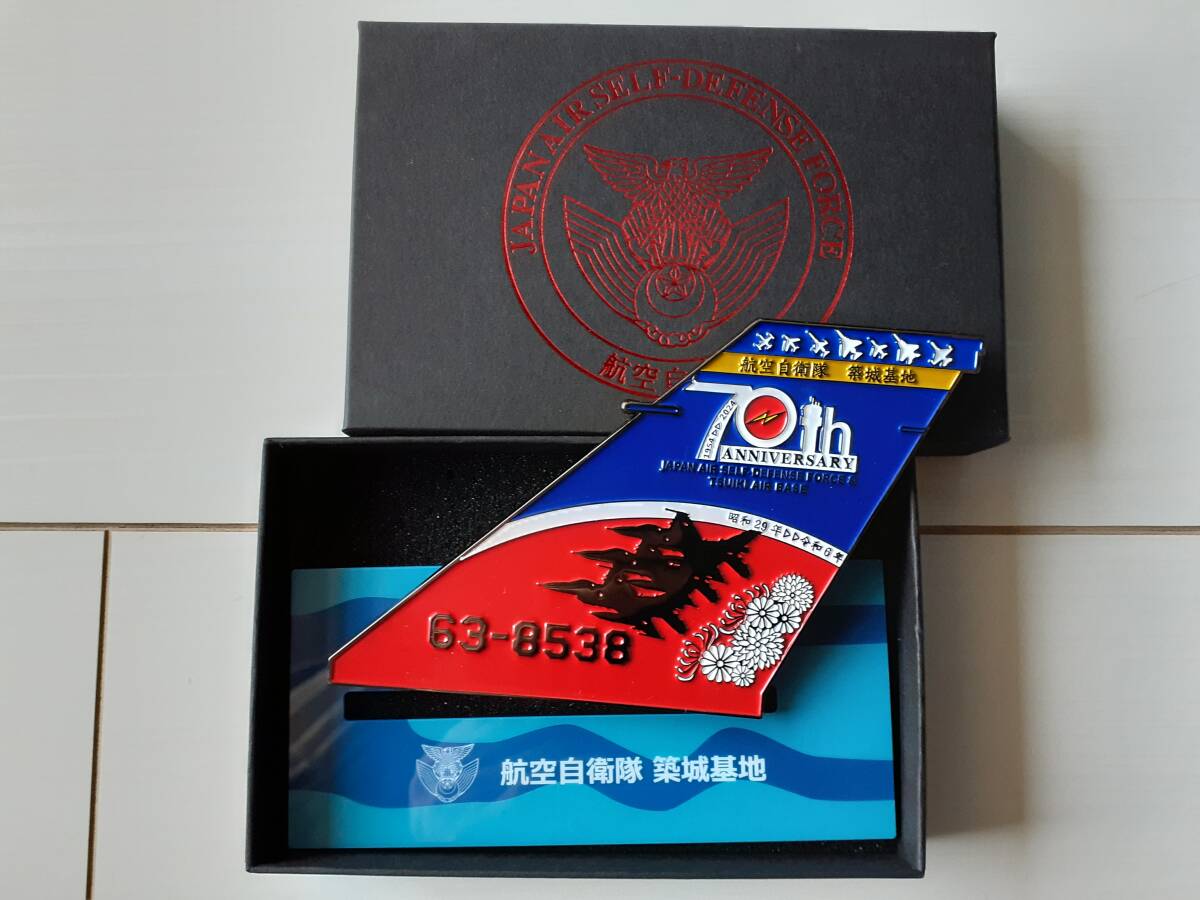 JAPAN AIR SELF-DEFENSE FORCE
航空自
航空自衛隊 築城基地
70th
1954▷▷2024
ANNIVERSARY
JAPAN AIR SELF-DEFENSE FORCE &
TSUIKI AIR BASE
昭和29年▷▷令和6年
63-8538
航空自衛隊 築城基地